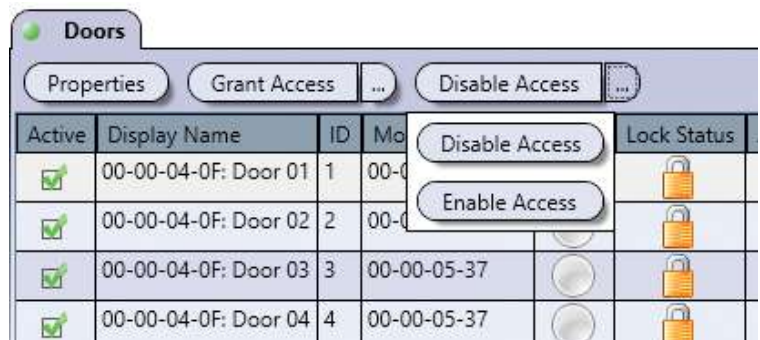 Doors
Properties Grant Access ... Disable Access ...
Active Display Name ID Mo Lock Status
Disable Access
Enable Access
00-00-04-0F: Door 01 1 00-0
00-00-04-0F: Door 02 2 00-0
00-00-04-0F: Door 03 3 00-00-05-37
00-00-04-0F: Door 04 4 00-00-05-37